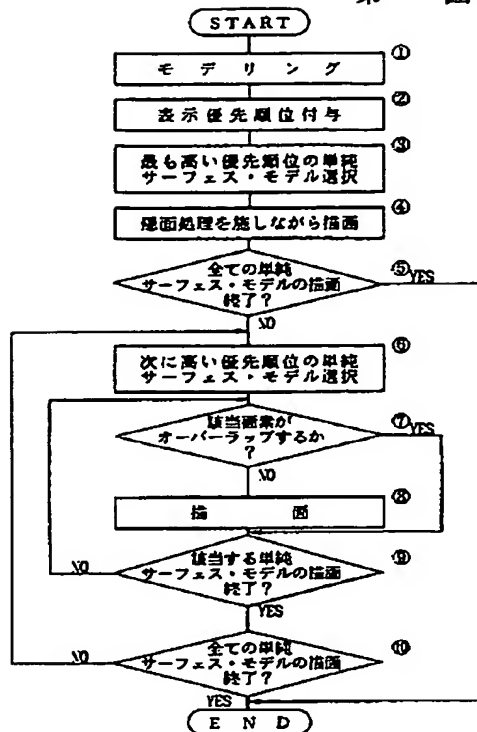 第　図
START
①
モデリング
②
表示優先順位付与
③
最も高い優先順位の単純
サーフェス・モデル選択
④
隠面処理を施しながら描画
⑤
全ての単純
サーフェス・モデルの描画
終了?
YES
NO
⑥
次に高い優先順位の単純
サーフェス・モデル選択
⑦
該当画素が
オーバーラップするか
?
YES
NO
⑧
描画
⑨
該当する単純
サーフェス・モデルの描画
終了?
NO
YES
⑩
全ての単純
サーフェス・モデルの描画
終了?
NO
YES
END